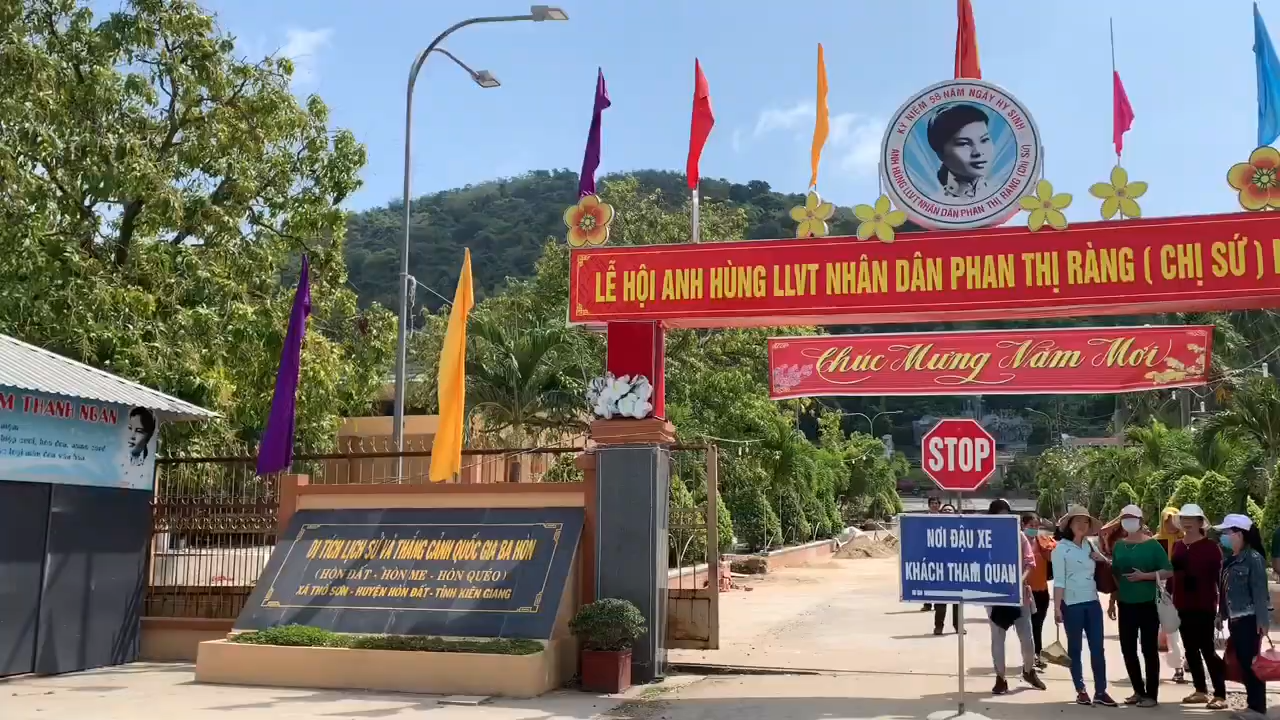 KỶ NIỆM 58 NĂM NGÀY HY SINH
ANH HÙNG LLVT NHÂN DÂN PHAN THỊ RÀNG (CHỊ SỨ)
LỄ HỘI ANH HÙNG LLVT NHÂN DÂN PHAN THỊ RÀNG ( CHỊ SỨ )
Chúc Mừng Năm Mới
STOP
NƠI ĐẬU XE
KHÁCH THAM QUAN
DI TÍCH LỊCH SỬ VÀ THẮNG CẢNH QUỐC GIA BA HÒN
(HÒN ĐẤT - HÒN ME - HÒN QUÉO)
XÃ THỔ SƠN - HUYỆN HÒN ĐẤT - TỈNH KIÊN GIANG